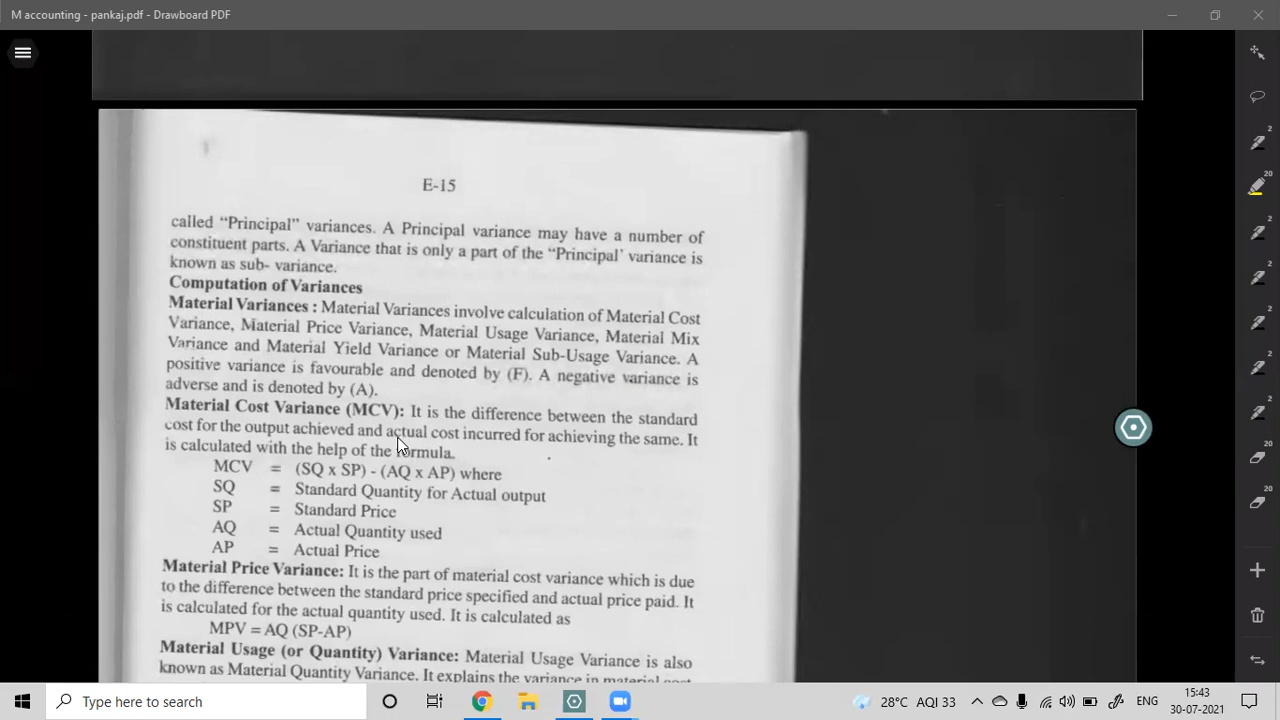 M accounting - pankaj.pdf - Drawboard PDF
E-15
called “Principal” variances. A Principal variance may have a number of
constituent parts. A Variance that is only a part of the “Principal’ variance is
known as sub- variance.
Computation of Variances
Material Variances : Material Variances involve calculation of Material Cost
Variance, Material Price Variance, Material Usage Variance, Material Mix
Variance and Material Yield Variance or Material Sub-Usage Variance. A
positive variance is favourable and denoted by (F). A negative variance is
adverse and is denoted by (A).
Material Cost Variance (MCV): It is the difference between the standard
cost for the output achieved and actual cost incurred for achieving the same. It
is calculated with the help of the formula.
MCV = (SQ x SP) - (AQ x AP) where
SQ = Standard Quantity for Actual output
SP = Standard Price
AQ = Actual Quantity used
AP = Actual Price
Material Price Variance: It is the part of material cost variance which is due
to the difference between the standard price specified and actual price paid. It
is calculated for the actual quantity used. It is calculated as
MPV = AQ (SP-AP)
Material Usage (or Quantity) Variance: Material Usage Variance is also
known as Material Quantity Variance. It explains the variance in material cost
2
20
2
2
2
2
2
20
Type here to search
28°C AQI 33
ENG
15:43
30-07-2021